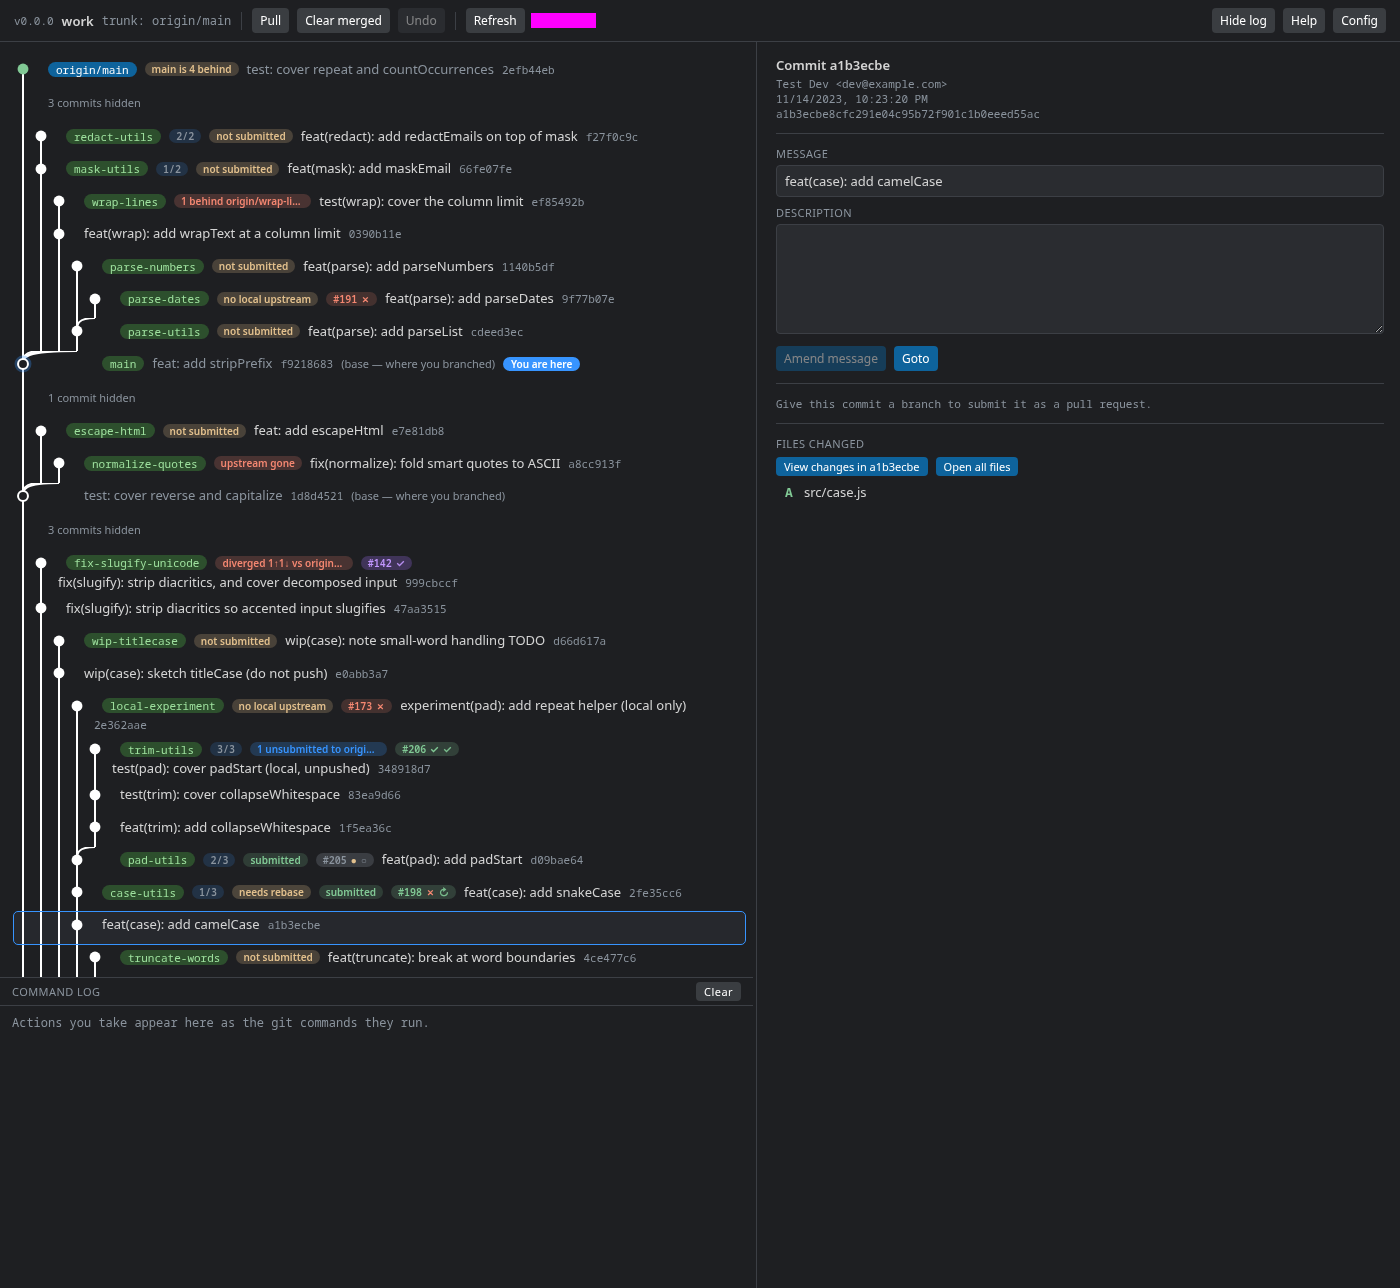 v0.0.0 work trunk: origin/main Pull Clear merged Undo Refresh Hide log Help Config
origin/main main is 4 behind test: cover repeat and countOccurrences 2efb44eb
3 commits hidden
redact-utils 2/2 not submitted feat(redact): add redactEmails on top of mask f27f0c9c
mask-utils 1/2 not submitted feat(mask): add maskEmail 66fe07fe
wrap-lines 1 behind origin/wrap-li... test(wrap): cover the column limit ef85492b
feat(wrap): add wrapText at a column limit 0390b11e
parse-numbers not submitted feat(parse): add parseNumbers 1140b5df
parse-dates no local upstream #191 × feat(parse): add parseDates 9f77b07e
parse-utils not submitted feat(parse): add parseList cdeed3ec
main feat: add stripPrefix f9218683 (base — where you branched) You are here
1 commit hidden
escape-html not submitted feat: add escapeHtml e7e81db8
normalize-quotes upstream gone fix(normalize): fold smart quotes to ASCII a8cc913f
test: cover reverse and capitalize 1d8d4521 (base — where you branched)
3 commits hidden
fix-slugify-unicode diverged 1↑1↓ vs origin... #142 ✓
fix(slugify): strip diacritics, and cover decomposed input 999cbccf
fix(slugify): strip diacritics so accented input slugifies 47aa3515
wip-titlecase not submitted wip(case): note small-word handling TODO d66d617a
wip(case): sketch titleCase (do not push) e0abb3a7
local-experiment no local upstream #173 × experiment(pad): add repeat helper (local only)
2e362aae
trim-utils 3/3 1 unsubmitted to origi... #206 ✓ ✓
test(pad): cover padStart (local, unpushed) 348918d7
test(trim): cover collapseWhitespace 83ea9d66
feat(trim): add collapseWhitespace 1f5ea36c
pad-utils 2/3 submitted #205 ● ○ feat(pad): add padStart d09bae64
case-utils 1/3 needs rebase submitted #198 × ↻ feat(case): add snakeCase 2fe35cc6
feat(case): add camelCase a1b3ecbe
truncate-words not submitted feat(truncate): break at word boundaries 4ce477c6
COMMAND LOG Clear
Actions you take appear here as the git commands they run.
Commit a1b3ecbe
Test Dev <dev@example.com>
11/14/2023, 10:23:20 PM
a1b3ecbe8cfc291e04c95b72f901c1b0eeed55ac
MESSAGE
feat(case): add camelCase
DESCRIPTION
Amend message Goto
Give this commit a branch to submit it as a pull request.
FILES CHANGED
View changes in a1b3ecbe Open all files
A src/case.js